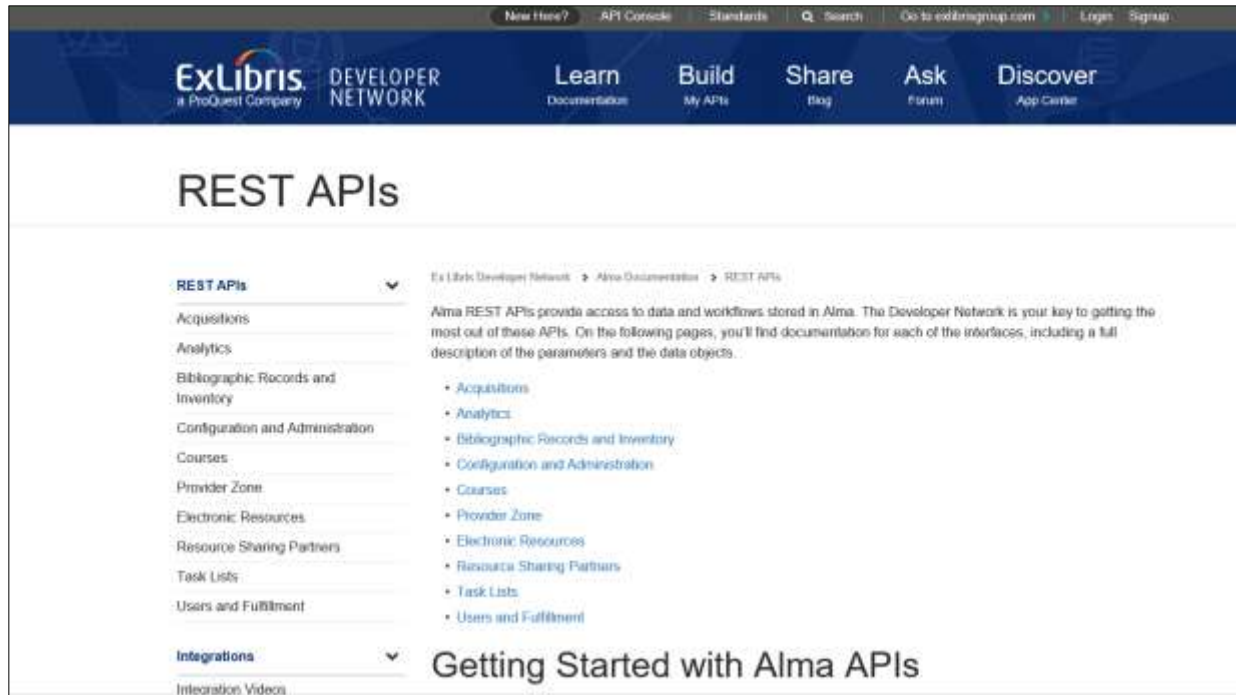 New Here? API Console Standards Search Go to exlibrisgroup.com Login Signup
ExLibris DEVELOPER Learn Build Share Ask Discover
a ProQuest Company NETWORK Documentation My APIs Blog Forum App Center
REST APIs
REST APIs
Acquisitions
Analytics
Bibliographic Records and
Inventory
Configuration and Administration
Courses
Provider Zone
Electronic Resources
Resource Sharing Partners
Task Lists
Users and Fulfillment
Integrations
Integration Videos
Ex Libris Developer Network > Alma Documentation > REST APIs
Alma REST APIs provide access to data and workflows stored in Alma. The Developer Network is your key to getting the
most out of these APIs. On the following pages, you'll find documentation for each of the interfaces, including a full
description of the parameters and the data objects.
• Acquisitions
• Analytics
• Bibliographic Records and Inventory
• Configuration and Administration
• Courses
• Provider Zone
• Electronic Resources
• Resource Sharing Partners
• Task Lists
• Users and Fulfillment
Getting Started with Alma APIs